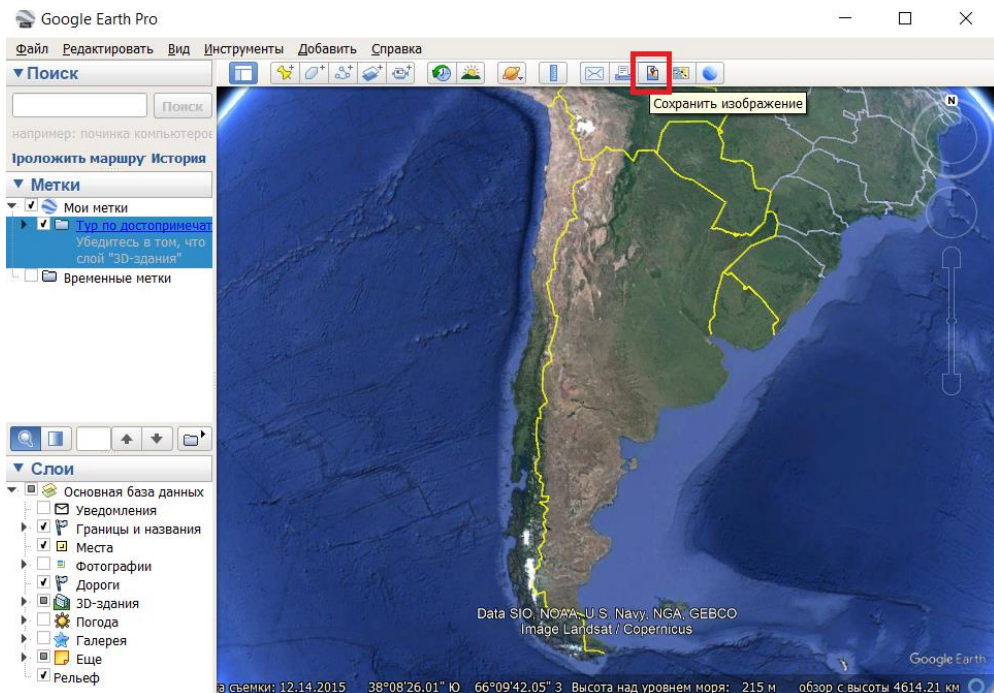 Google Earth Pro
Файл Редактировать Вид Инструменты Добавить Справка
Поиск
Поиск
например: починка компьютеров
Проложить маршру История
Сохранить изображение
N
Метки
Мои метки
Тур по достопримечат
Убедитесь в том, что
слой "3D-здания"
Временные метки
Слои
Основная база данных
Уведомления
Границы и названия
Места
Фотографии
Дороги
3D-здания
Погода
Галерея
Еще
Рельеф
Data SIO, NOAA, U.S. Navy, NGA, GEBCO
Image Landsat / Copernicus
Google Earth
а съемки: 12.14.2015 38°08'26.01" Ю 66°09'42.05" З Высота над уровнем моря: 215 м обзор с высоты 4614.21 км